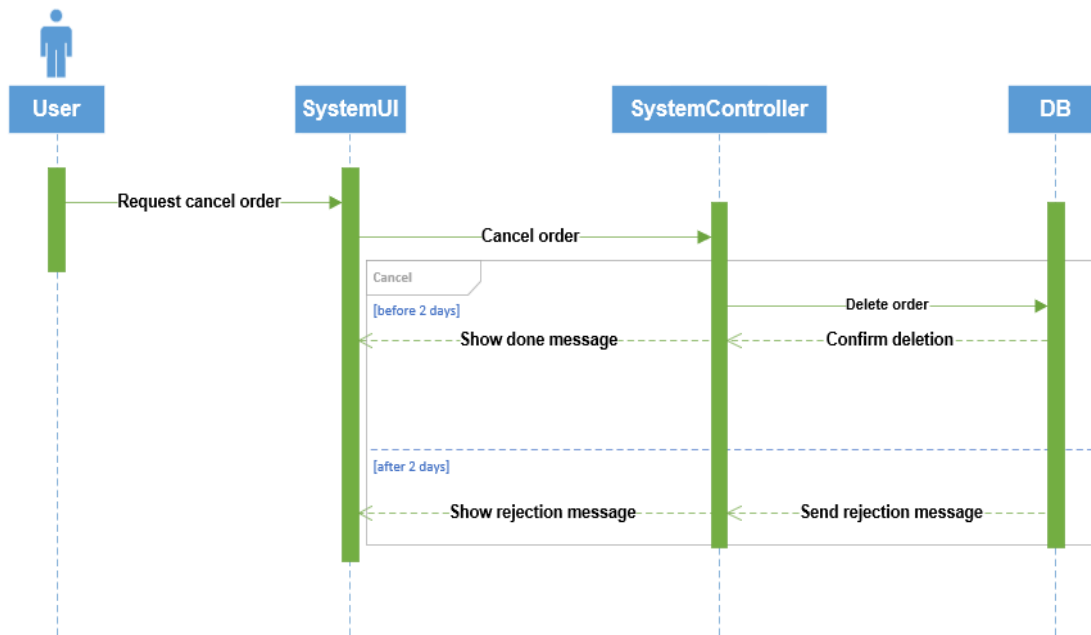 User
SystemUI
SystemController
DB
Request cancel order
Cancel order
Cancel
[before 2 days]
Delete order
Show done message
Confirm deletion
[after 2 days]
Show rejection message
Send rejection message